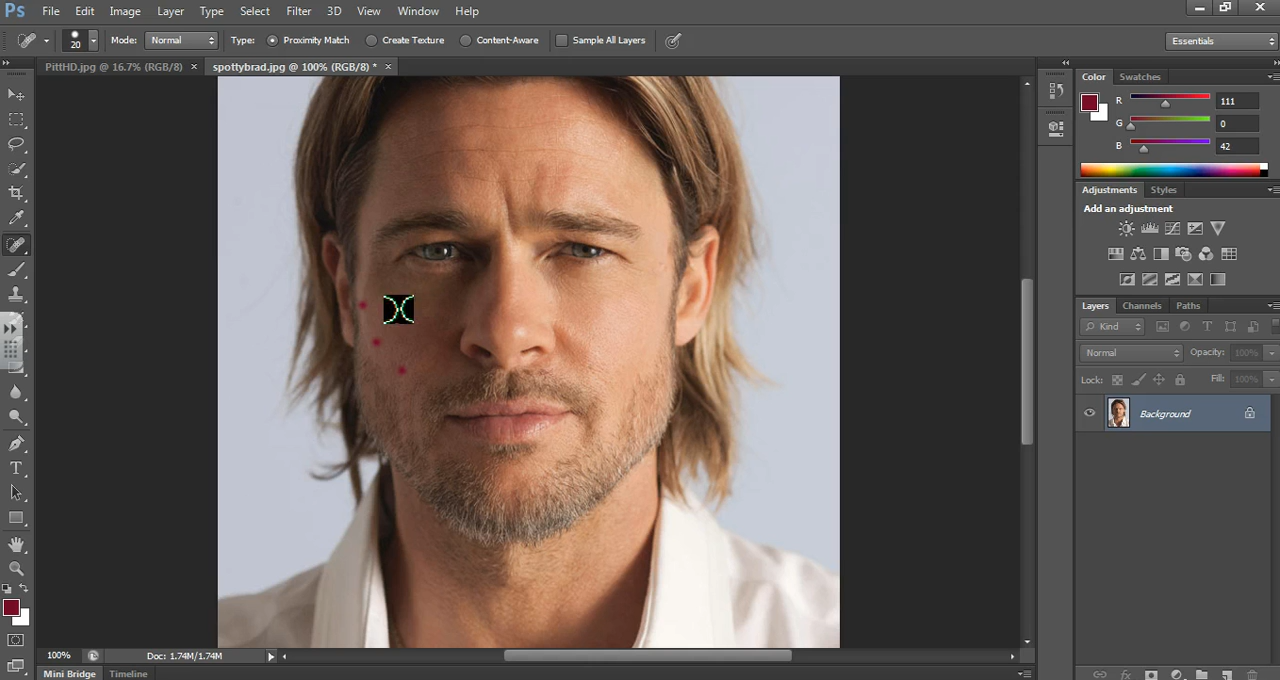 Ps File Edit Image Layer Type Select Filter 3D View Window Help
20 Mode: Normal Type: Proximity Match Create Texture Content-Aware Sample All Layers Essentials
PittHD.jpg @ 16.7% (RGB/8) × spottybrad.jpg @ 100% (RGB/8) * ×
Color Swatches
R 111
G 0
B 42
Adjustments Styles
Add an adjustment
Layers Channels Paths
Kind
Normal Opacity: 100%
Lock: Fill: 100%
Background
100% Doc: 1.74M/1.74M
Mini Bridge Timeline